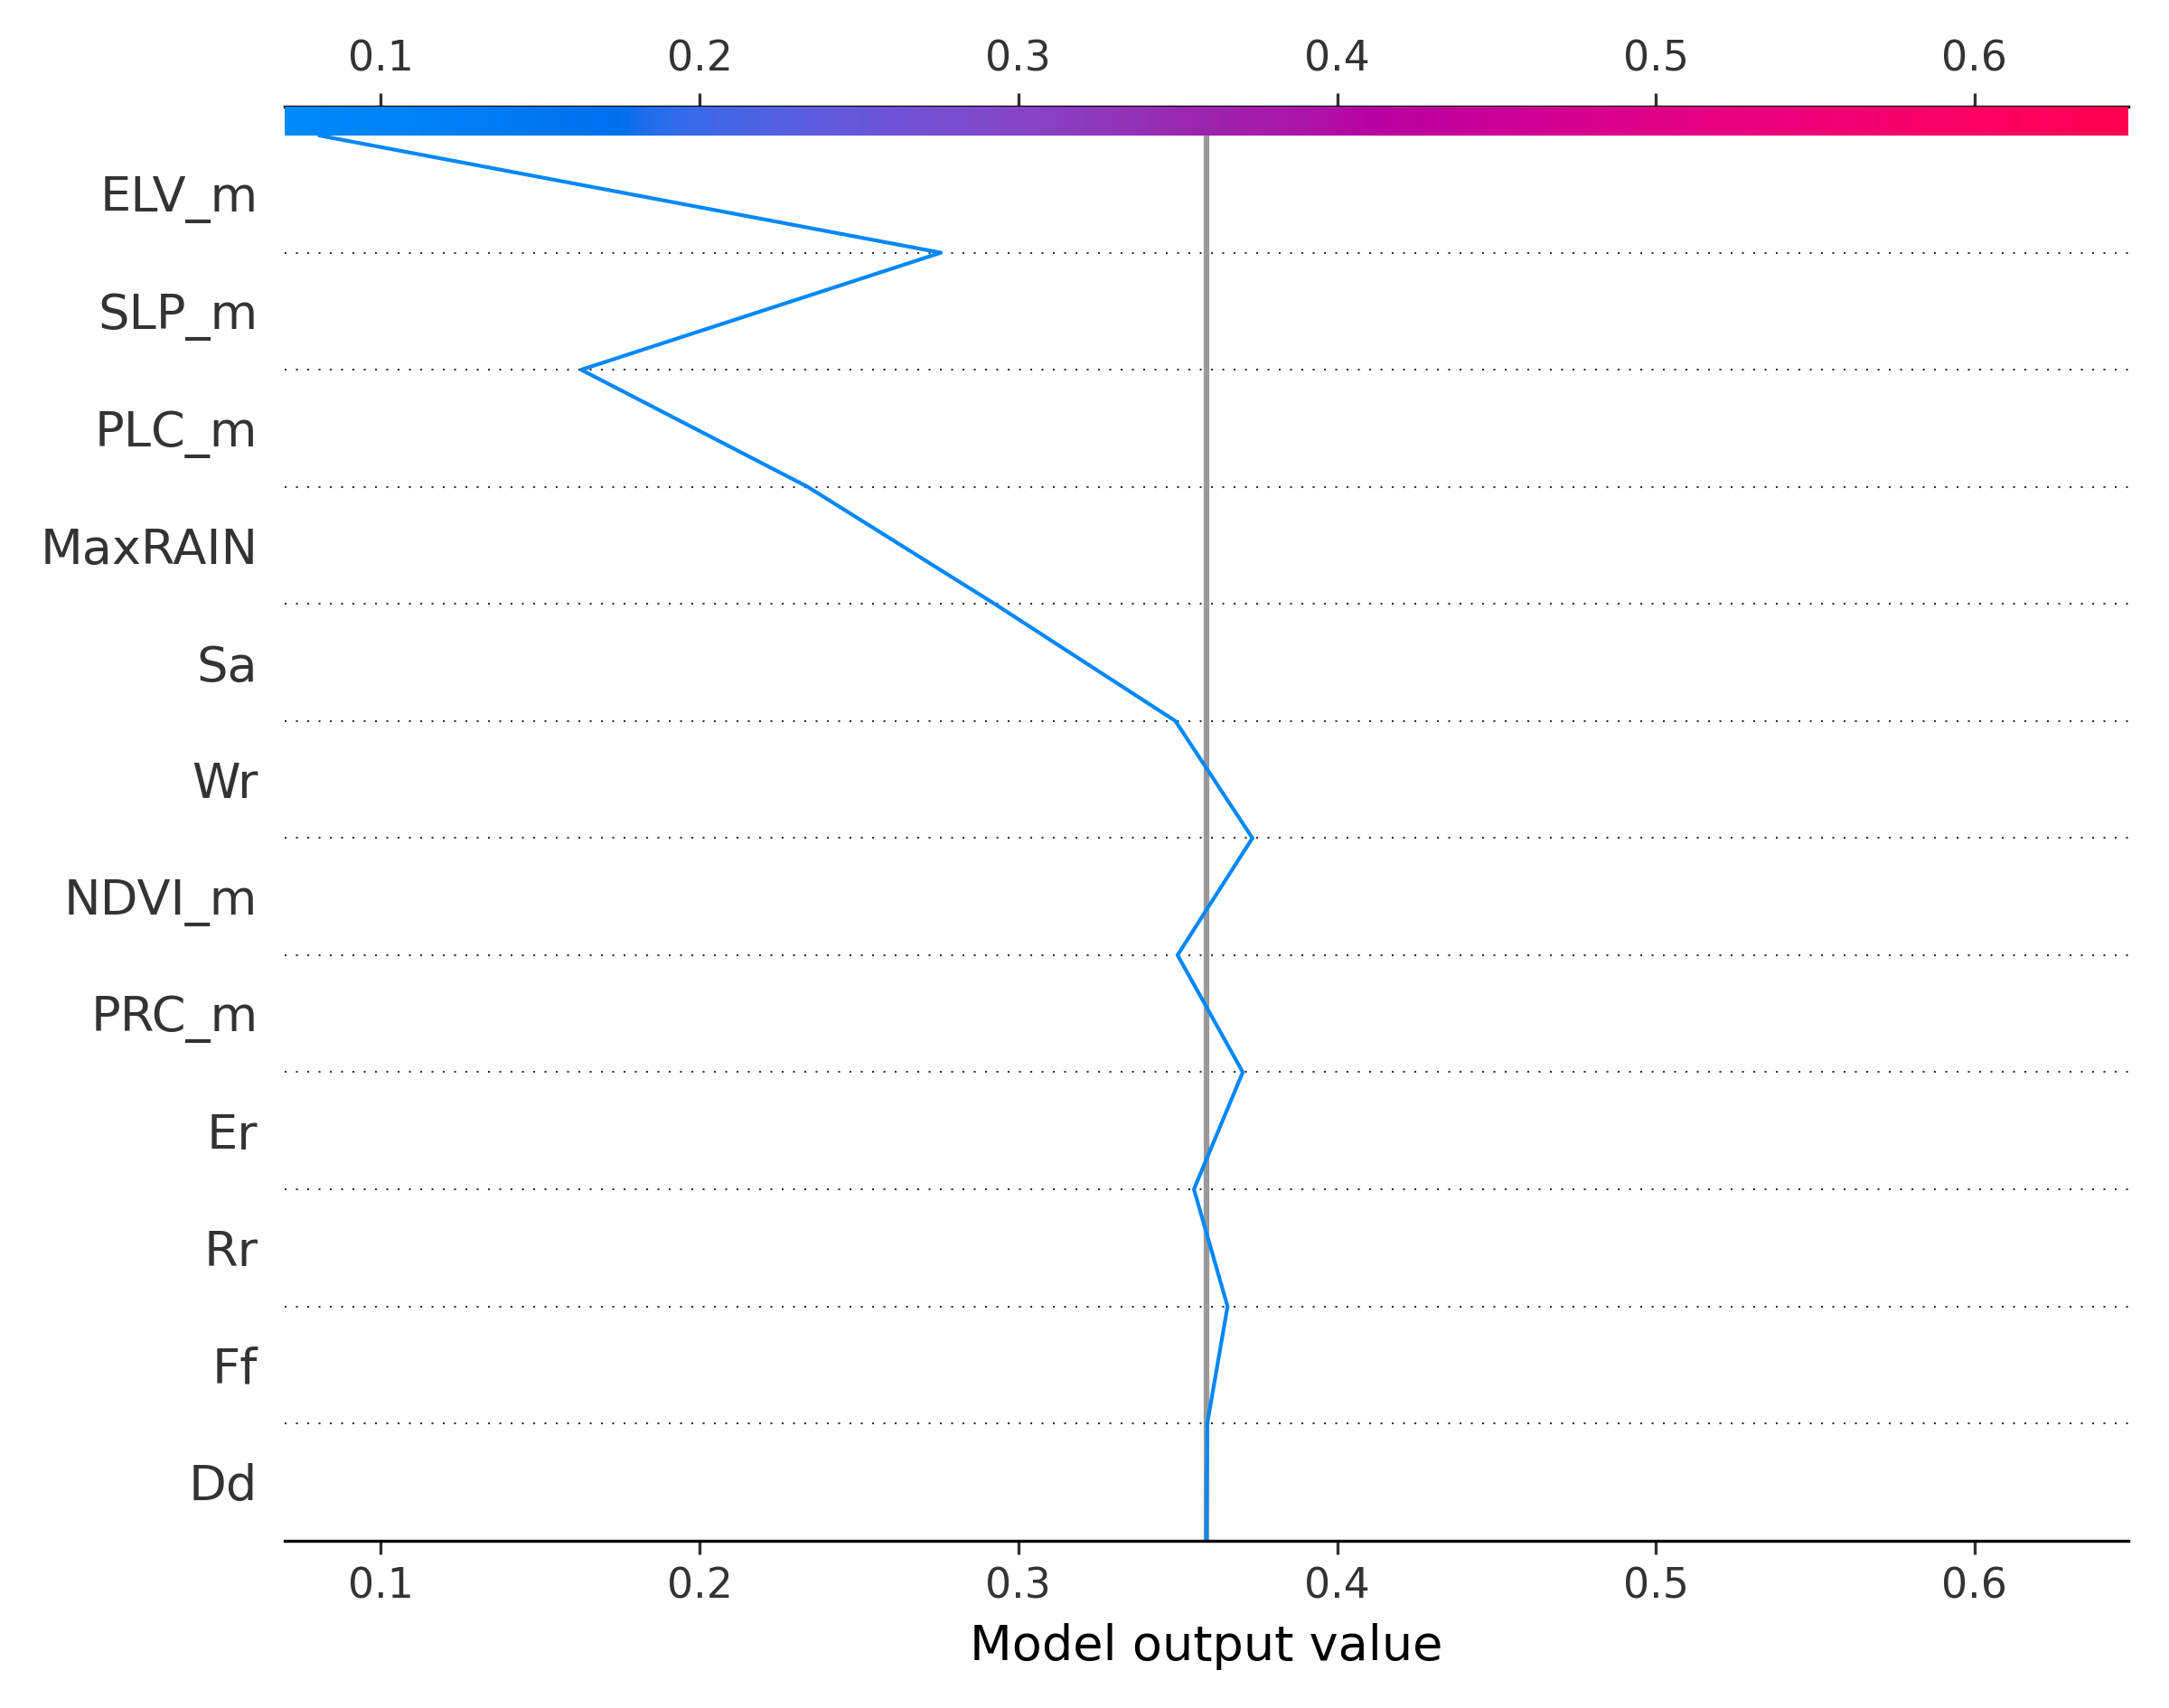 0.1 0.2 0.3 0.4 0.5 0.6
ELV_m
SLP_m
PLC_m
MaxRAIN
Sa
Wr
NDVI_m
PRC_m
Er
Rr
Ff
Dd
0.1 0.2 0.3 0.4 0.5 0.6
Model output value